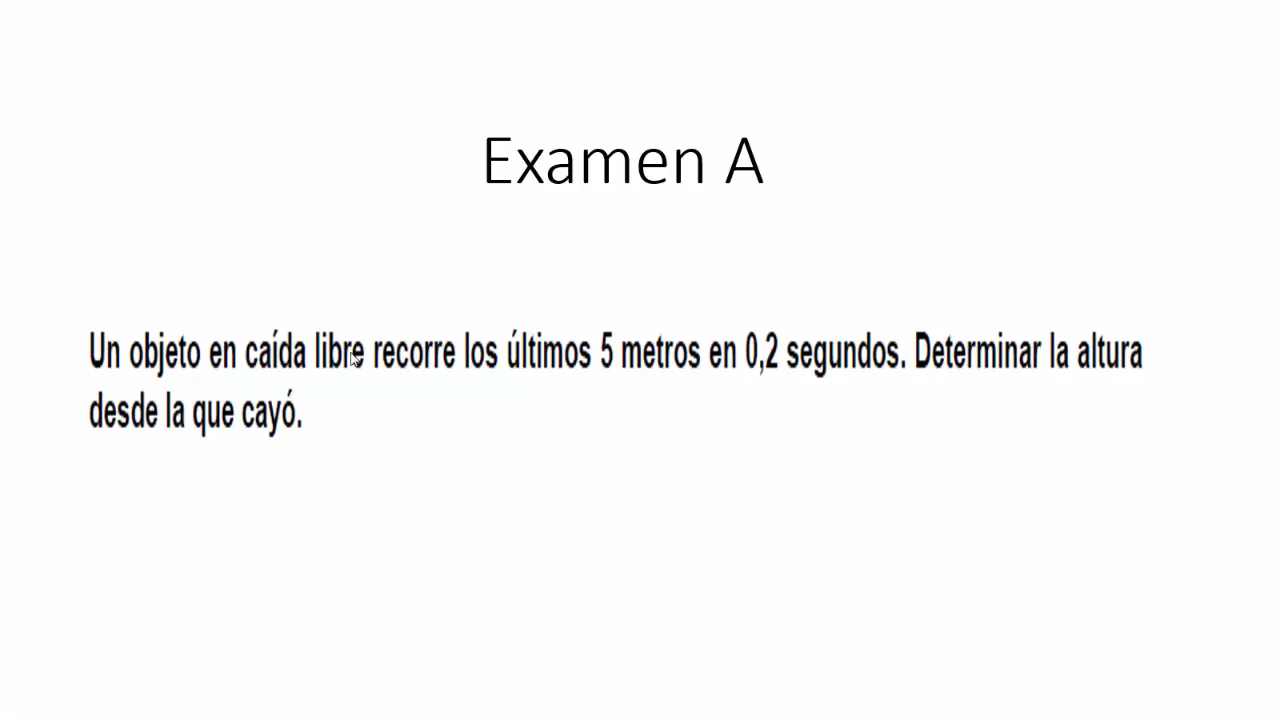 Examen A
Un objeto en caída libre recorre los últimos 5 metros en 0,2 segundos. Determinar la altura
desde la que cayó.